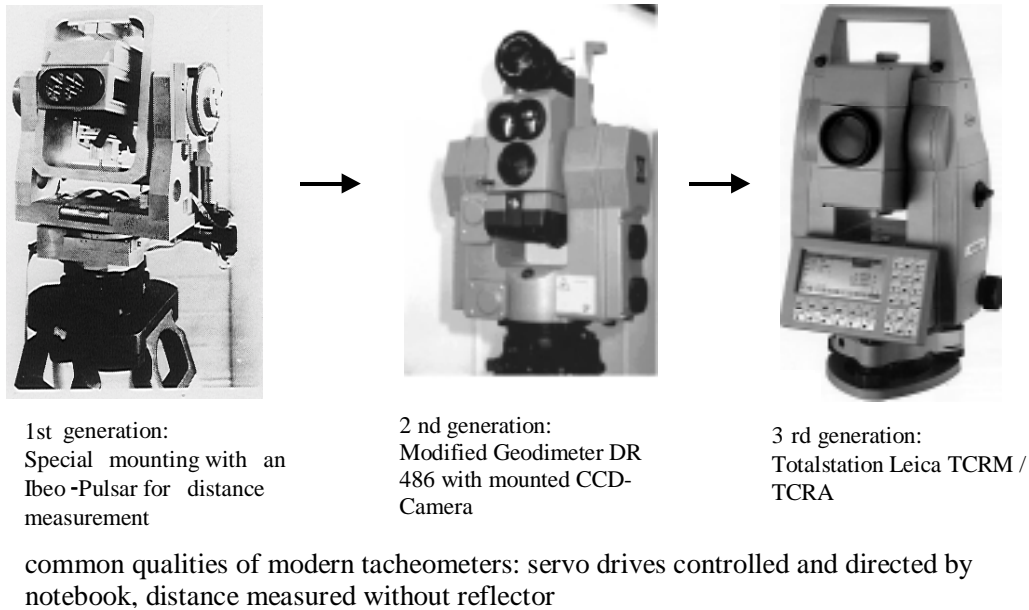 1st generation:
Special mounting with an
Ibeo-Pulsar for distance
measurement
2 nd generation:
Modified Geodimeter DR
486 with mounted CCD-
Camera
3 rd generation:
Totalstation Leica TCRM /
TCRA
common qualities of modern tacheometers: servo drives controlled and directed by
notebook, distance measured without reflector